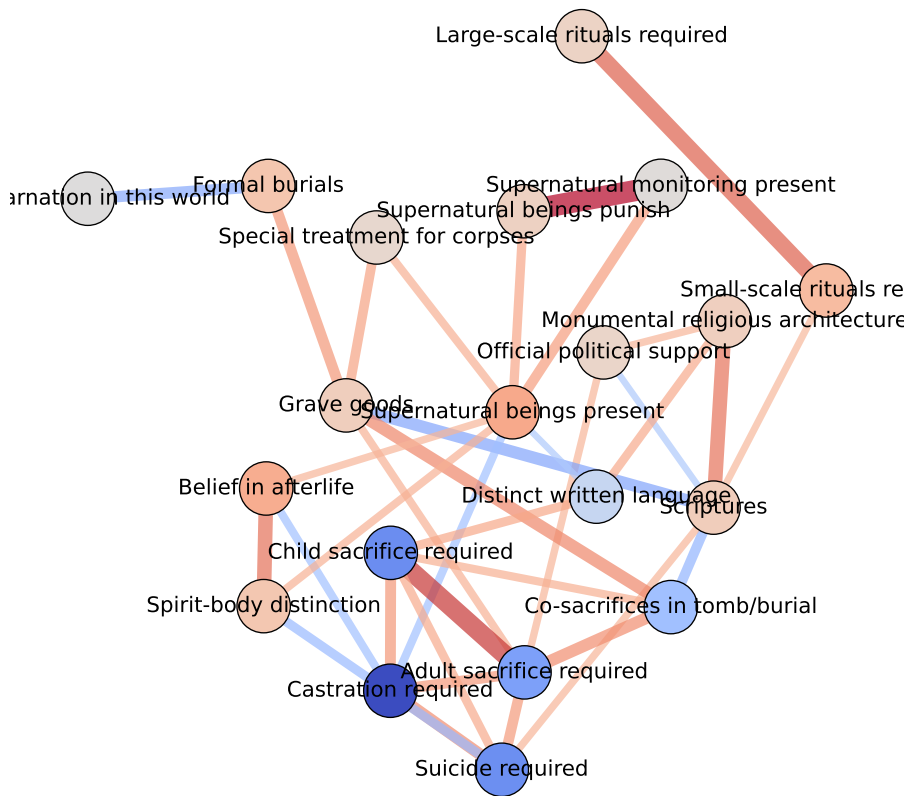 Large-scale rituals required
Supernatural monitoring present
Formal burials
arnation in this world
Supernatural beings punish
Special treatment for corpses
Small-scale rituals re
Monumental religious architecture
Official political support
Grave goods
Supernatural beings present
Belief in afterlife
Distinct written language
Scriptures
Child sacrifice required
Spirit-body distinction
Co-sacrifices in tomb/burial
Adult sacrifice required
Castration required
Suicide required